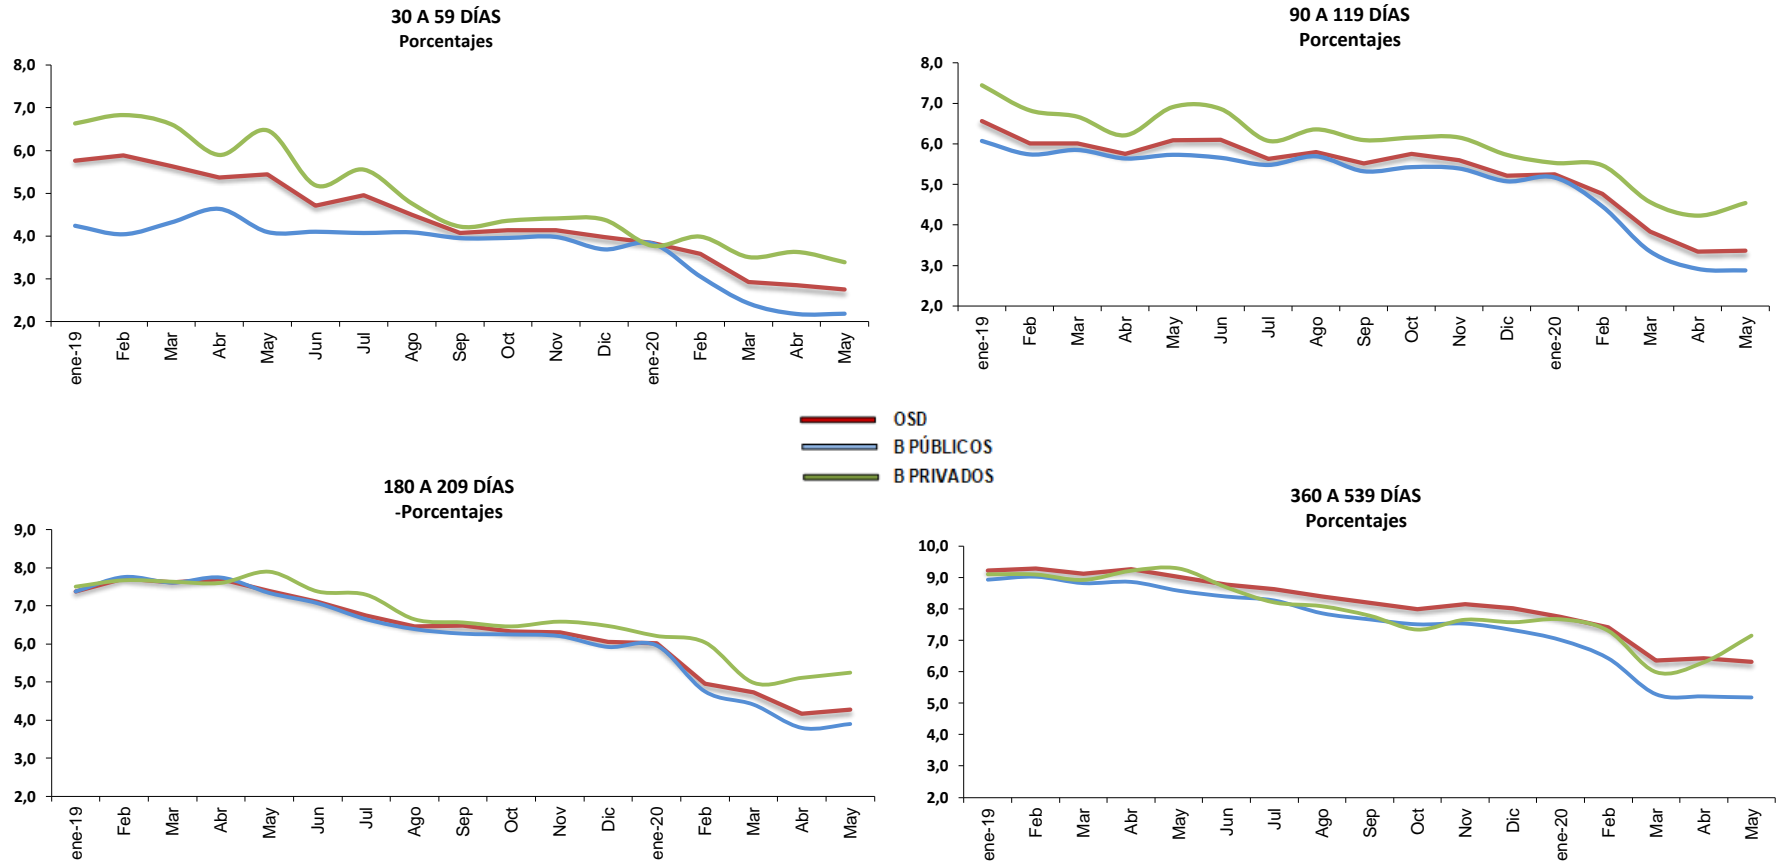 30 A 59 DÍAS
Porcentajes
8,0
7,0
6,0
5,0
4,0
3,0
2,0
ene-19
Feb
Mar
Abr
May
Jun
Jul
Ago
Sep
Oct
Nov
Dic
ene-20
Feb
Mar
Abr
May
90 A 119 DÍAS
Porcentajes
8,0
7,0
6,0
5,0
4,0
3,0
2,0
ene-19
Feb
Mar
Abr
May
Jun
Jul
Ago
Sep
Oct
Nov
Dic
ene-20
Feb
Mar
Abr
May
OSD
B PÚBLICOS
B PRIVADOS
180 A 209 DÍAS
-Porcentajes
9,0
8,0
7,0
6,0
5,0
4,0
3,0
2,0
ene-19
Feb
Mar
Abr
May
Jun
Jul
Ago
Sep
Oct
Nov
Dic
ene-20
Feb
Mar
Abr
May
360 A 539 DÍAS
Porcentajes
10,0
9,0
8,0
7,0
6,0
5,0
4,0
3,0
2,0
ene-19
Feb
Mar
Abr
May
Jun
Jul
Ago
Sep
Oct
Nov
Dic
ene-20
Feb
Mar
Abr
May